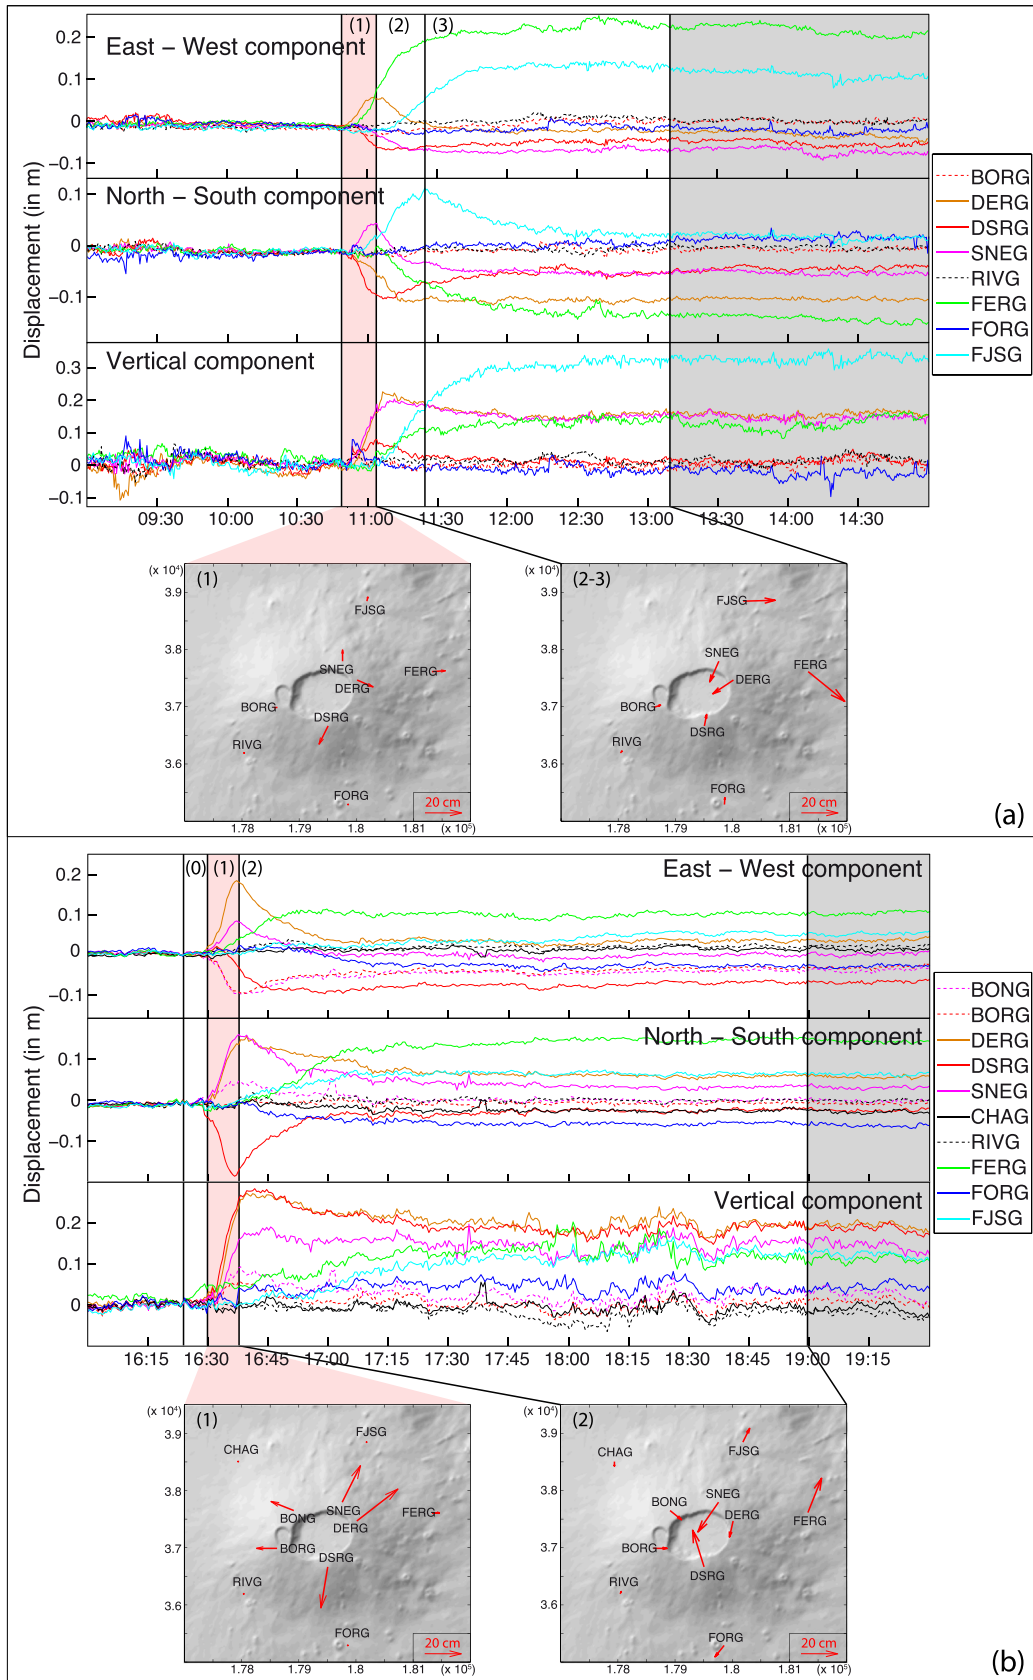 (1) (2) (3)
East − West component
0.2
0.1
0
−0.1
North − South component
0.1
0
−0.1
Vertical component
0.3
0.2
0.1
0
−0.1
Displacement (in m)
09:30 10:00 10:30 11:00 11:30 12:00 12:30 13:00 13:30 14:00 14:30
BORG
DERG
DSRG
SNEG
RIVG
FERG
FORG
FJSG
(x 10⁴)
(1)
3.9
3.8
3.7
3.6
FJSG
SNEG
FERG
DERG
BORG
DSRG
RIVG
FORG
20 cm
1.78 1.79 1.8 1.81 (x 10⁵)
(x 10⁴)
(2-3)
3.9
3.8
3.7
3.6
FJSG
SNEG
FERG
DERG
BORG
DSRG
RIVG
FORG
20 cm
1.78 1.79 1.8 1.81 (x 10⁵)
(a)
(0) (1) (2)
East − West component
0.2
0.1
0
−0.1
North − South component
0.1
0
−0.1
Vertical component
0.2
0.1
0
Displacement (in m)
16:15 16:30 16:45 17:00 17:15 17:30 17:45 18:00 18:15 18:30 18:45 19:00 19:15
BONG
BORG
DERG
DSRG
SNEG
CHAG
RIVG
FERG
FORG
FJSG
(x 10⁴)
(1)
3.9
3.8
3.7
3.6
FJSG
CHAG
SNEG
BONG
FERG
DERG
BORG
DSRG
RIVG
FORG
20 cm
1.78 1.79 1.8 1.81 (x 10⁵)
(x 10⁴)
(2)
3.9
3.8
3.7
3.6
CHAG
FJSG
SNEG
BONG
DERG
FERG
BORG
DSRG
RIVG
FORG
20 cm
1.78 1.79 1.8 1.81 (x 10⁵)
(b)